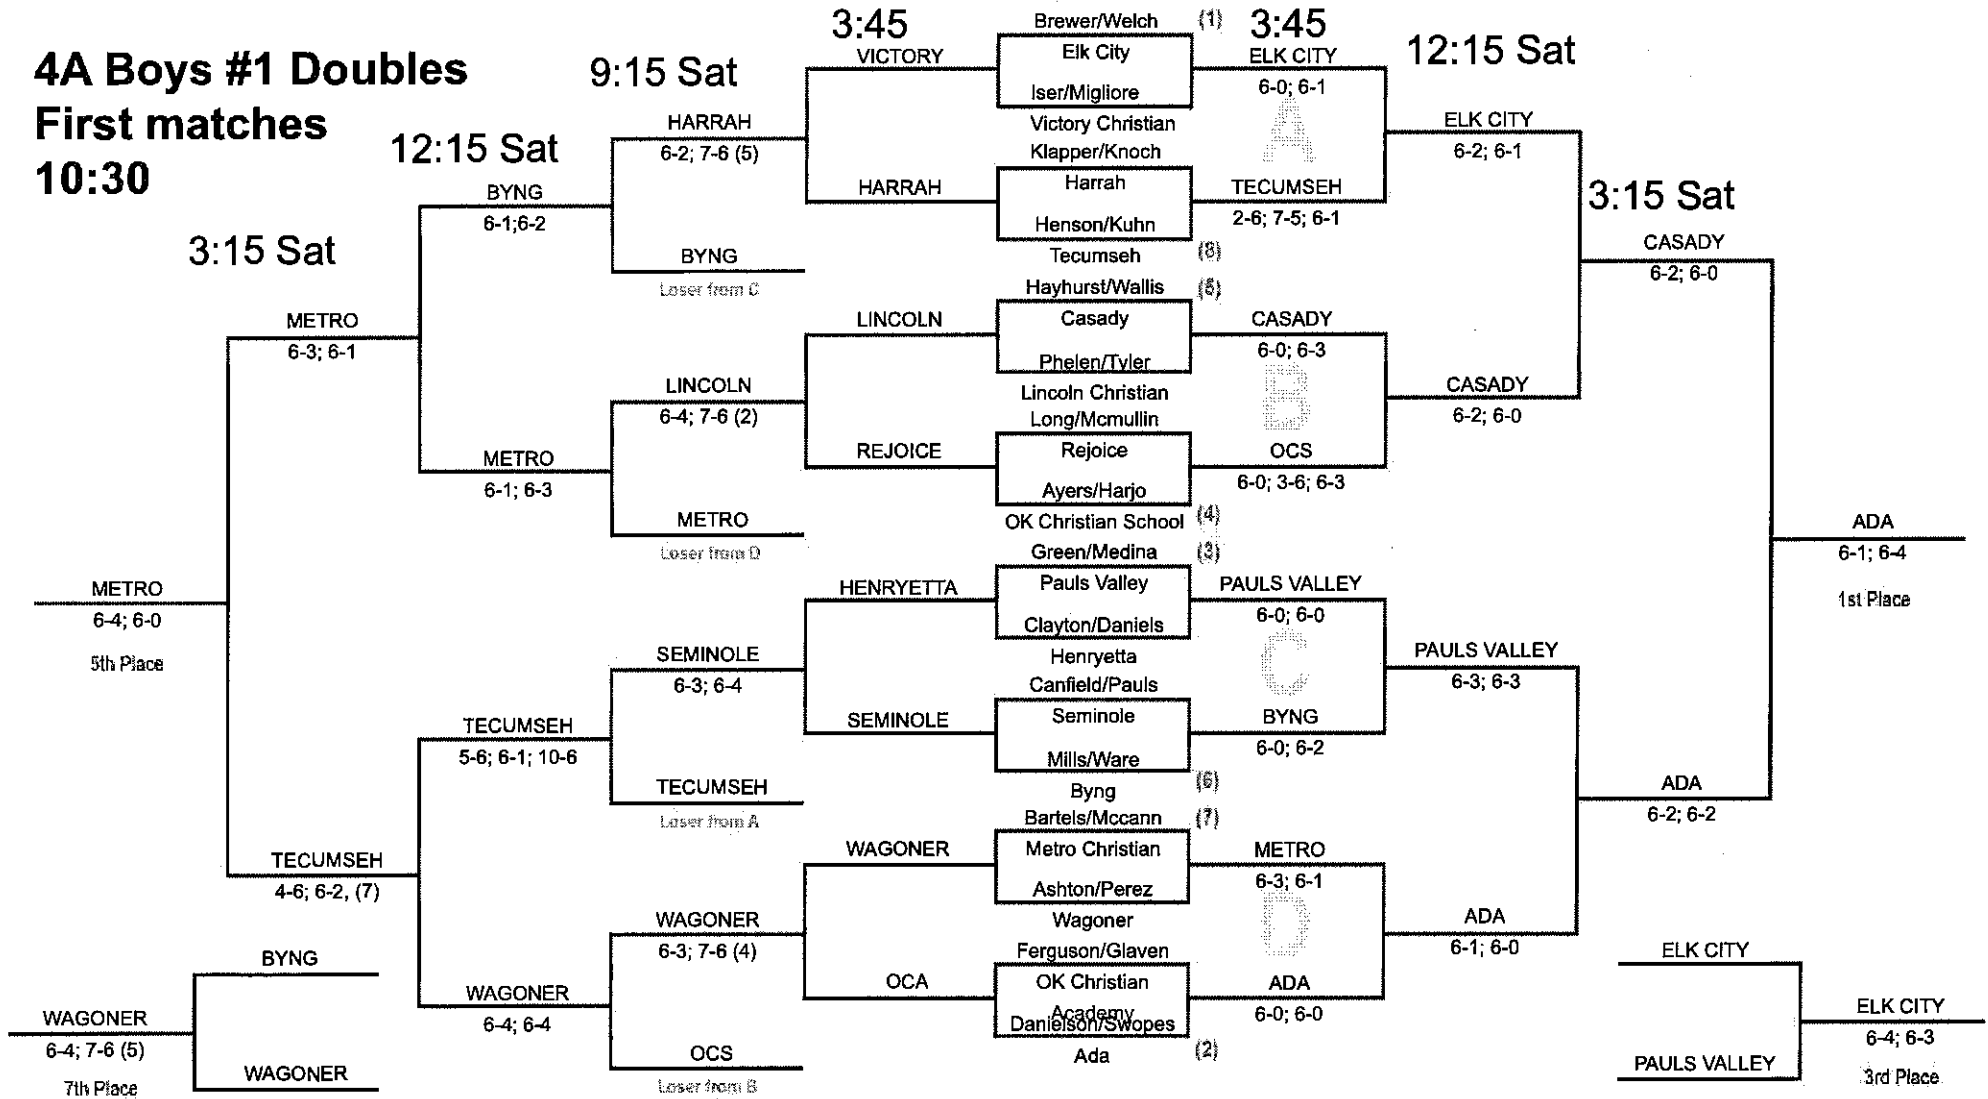 4A Boys #1 Doubles
First matches
10:30
3:15 Sat
12:15 Sat
9:15 Sat
3:45
3:45
12:15 Sat
3:15 Sat
METRO
6-4; 6-0
5th Place
METRO
6-3; 6-1
TECUMSEH
4-6; 6-2, (7)
BYNG
6-1;6-2
METRO
6-1; 6-3
TECUMSEH
5-6; 6-1; 10-6
WAGONER
6-4; 6-4
HARRAH
6-2; 7-6 (5)
BYNG
Loser from C
LINCOLN
6-4; 7-6 (2)
METRO
Loser from D
SEMINOLE
6-3; 6-4
TECUMSEH
Loser from A
WAGONER
6-3; 7-6 (4)
OCS
Loser from B
VICTORY
HARRAH
LINCOLN
REJOICE
HENRYETTA
SEMINOLE
WAGONER
OCA
Brewer/Welch (1)
Elk City
Iser/Migliore
Victory Christian
Klapper/Knoch
Harrah
Henson/Kuhn
Tecumseh (8)
Hayhurst/Wallis (5)
Casady
Phelen/Tyler
Lincoln Christian
Long/Mcmullin
Rejoice
Ayers/Harjo
OK Christian School (4)
Green/Medina (3)
Pauls Valley
Clayton/Daniels
Henryetta
Canfield/Pauls
Seminole
Mills/Ware
Byng (6)
Bartels/Mccann (7)
Metro Christian
Ashton/Perez
Wagoner
Ferguson/Glaven
OK Christian
Academy
Danielson/Swopes
Ada (2)
ELK CITY
6-0; 6-1
A
TECUMSEH
2-6; 7-5; 6-1
CASADY
6-0; 6-3
B
OCS
6-0; 3-6; 6-3
PAULS VALLEY
6-0; 6-0
C
BYNG
6-0; 6-2
METRO
6-3; 6-1
D
ADA
6-0; 6-0
ELK CITY
6-2; 6-1
CASADY
6-2; 6-0
PAULS VALLEY
6-3; 6-3
ADA
6-1; 6-0
CASADY
6-2; 6-0
ADA
6-2; 6-2
ADA
6-1; 6-4
1st Place
BYNG
WAGONER
WAGONER
6-4; 7-6 (5)
7th Place
ELK CITY
PAULS VALLEY
ELK CITY
6-4; 6-3
3rd Place